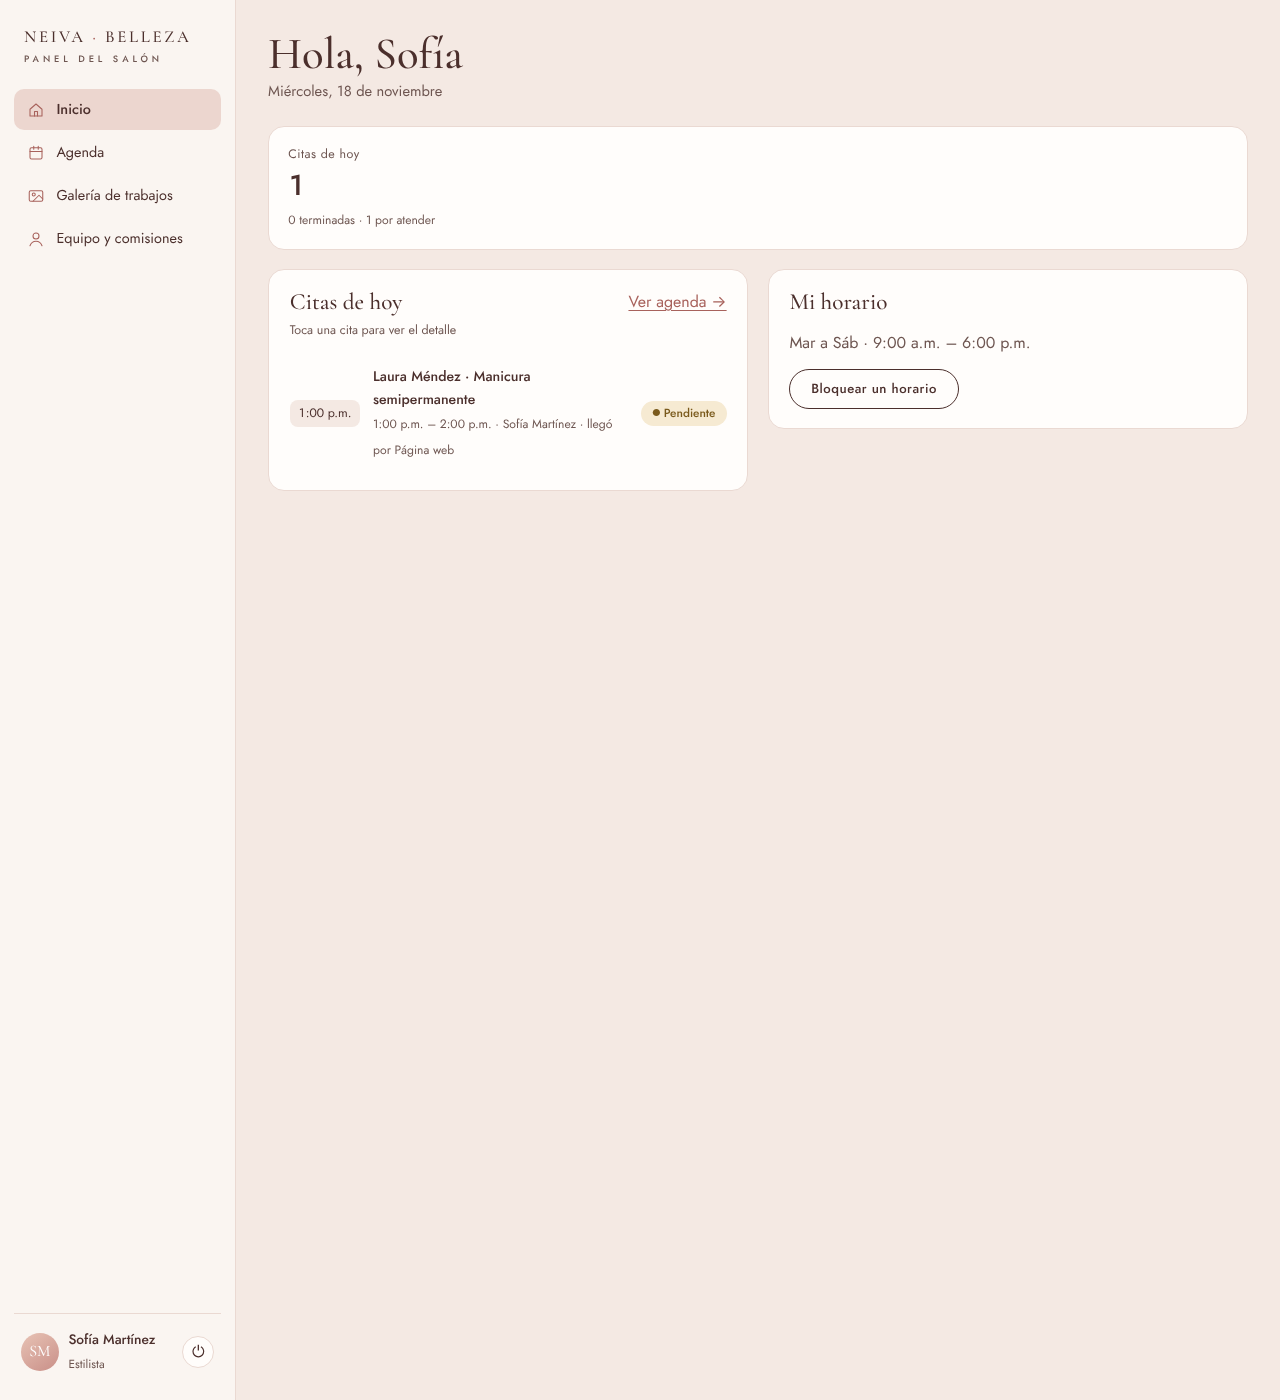 NEIVA · BELLEZA
PANEL DEL SALÓN
Inicio
Agenda
Galería de trabajos
Equipo y comisiones
Hola, Sofía
Miércoles, 18 de noviembre
Citas de hoy
1
0 terminadas · 1 por atender
Citas de hoy
Ver agenda →
Toca una cita para ver el detalle
1:00 p.m.
Laura Méndez · Manicura
semipermanente
1:00 p.m. – 2:00 p.m. · Sofía Martínez · llegó
por Página web
Pendiente
Mi horario
Mar a Sáb · 9:00 a.m. – 6:00 p.m.
Bloquear un horario
SM
Sofía Martínez
Estilista